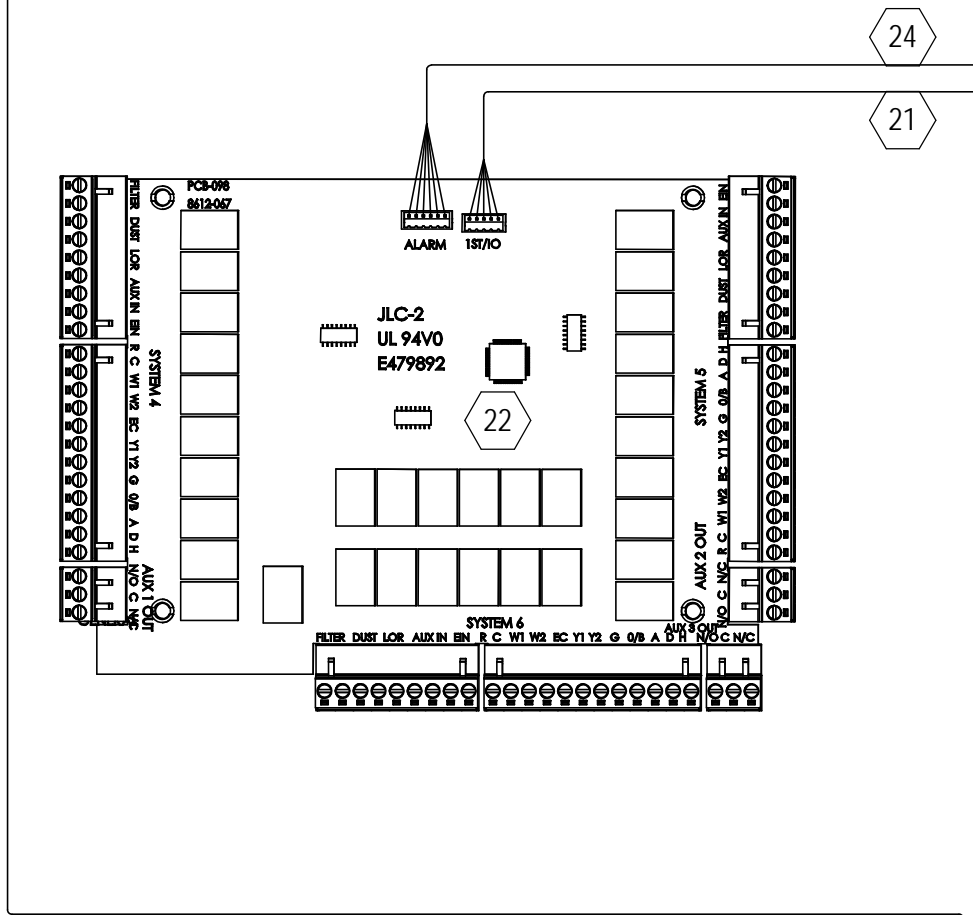 24
21
PCB-098
8612-067
ALARM 1ST/IO
JLC-2
UL 94V0
E479892
22
FILTER DUST LOR AUX IN EIN
R C W1 W2 EC Y1 Y2 G 0/B A D H
N/O C N/C
SYSTEM 4
AUX 1 OUT
FILTER DUST LOR AUX IN EIN
R C W1 W2 EC Y1 Y2 G 0/B A D H
N/O C N/C
SYSTEM 5
AUX 2 OUT
SYSTEM 6
AUX 3 OUT
FILTER DUST LOR AUX IN EIN R C W1 W2 EC Y1 Y2 G 0/B A D H N/O C N/C